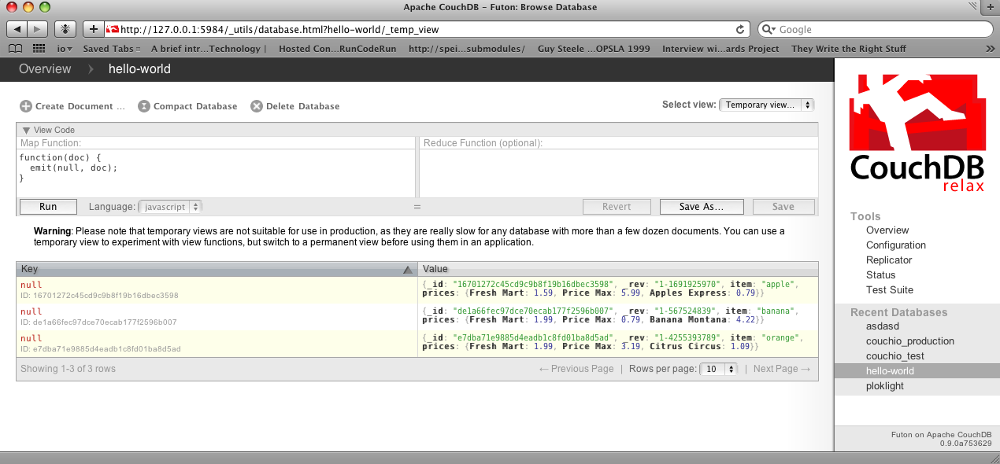 Apache CouchDB – Futon: Browse Database
http://127.0.0.1:5984/_utils/database.html?hello-world/_temp_view
Google
io Saved Tabs A brief intr...Technology | Hosted Con...RunCodeRun http://spei...submodules/ Guy Steele ...OPSLA 1999 Interview wi...ards Project They Write the Right Stuff
Overview hello-world
Create Document ... Compact Database Delete Database
Select view: Temporary view...
View Code
Map Function:
Reduce Function (optional):
function(doc) {
emit(null, doc);
}
Run Language: javascript = Revert Save As... Save
Warning: Please note that temporary views are not suitable for use in production, as they are really slow for any database with more than a few dozen documents. You can use a
temporary view to experiment with view functions, but switch to a permanent view before using them in an application.
Key Value
null
ID: 16701272c45cd9c9b8f19b16dbec3598
{_id: "16701272c45cd9c9b8f19b16dbec3598", _rev: "1-1691925970", item: "apple",
prices: {Fresh Mart: 1.59, Price Max: 5.99, Apples Express: 0.79}}
null
ID: de1a66fec97dce70ecab177f2596b007
{_id: "de1a66fec97dce70ecab177f2596b007", _rev: "1-567524839", item: "banana",
prices: {Fresh Mart: 1.99, Price Max: 0.79, Banana Montana: 4.22}}
null
ID: e7dba71e9885d4eadb1c8fd01ba8d5ad
{_id: "e7dba71e9885d4eadb1c8fd01ba8d5ad", _rev: "1-4255393789", item: "orange",
prices: {Fresh Mart: 1.99, Price Max: 3.19, Citrus Circus: 1.09}}
Showing 1-3 of 3 rows
← Previous Page | Rows per page: 10 | Next Page →
CouchDB
relax
Tools
Overview
Configuration
Replicator
Status
Test Suite
Recent Databases
asdasd
couchio_production
couchio_test
hello-world
ploklight
Futon on Apache CouchDB
0.9.0a753629